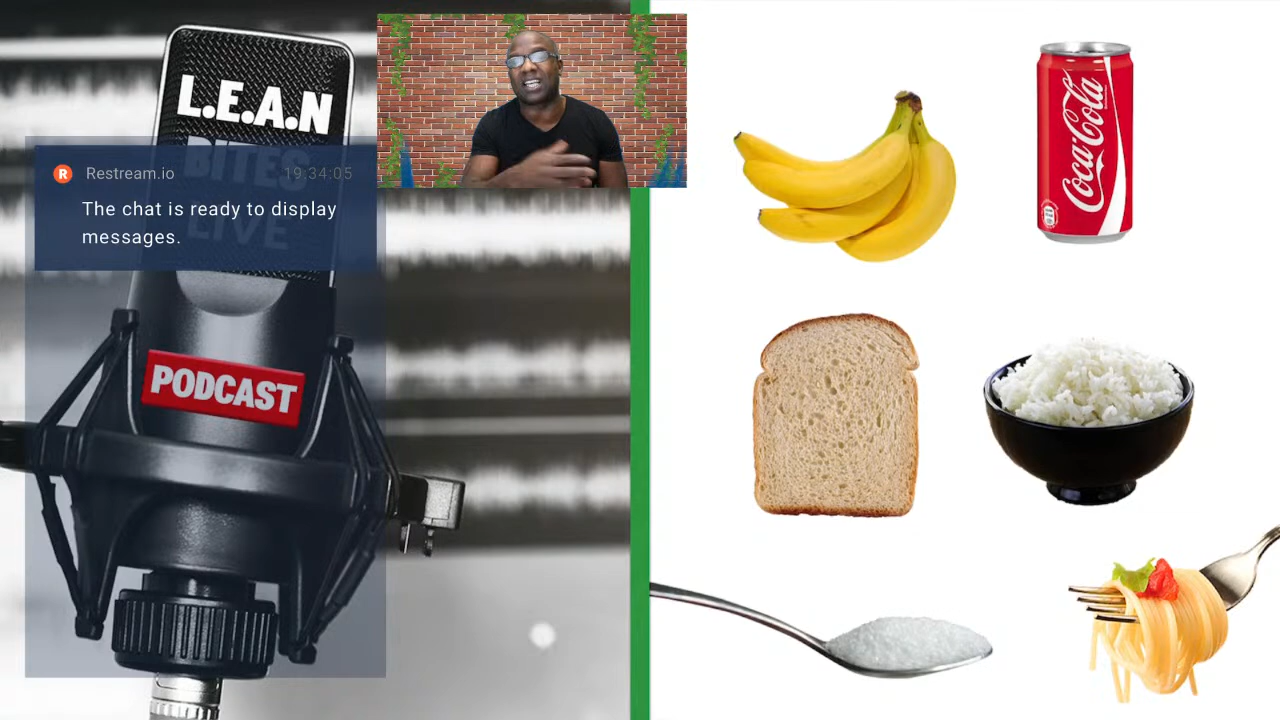 L.E.A.N
BITES
LIVE
R Restream.io 19:34:05
The chat is ready to display
messages.
PODCAST
Coca-Cola